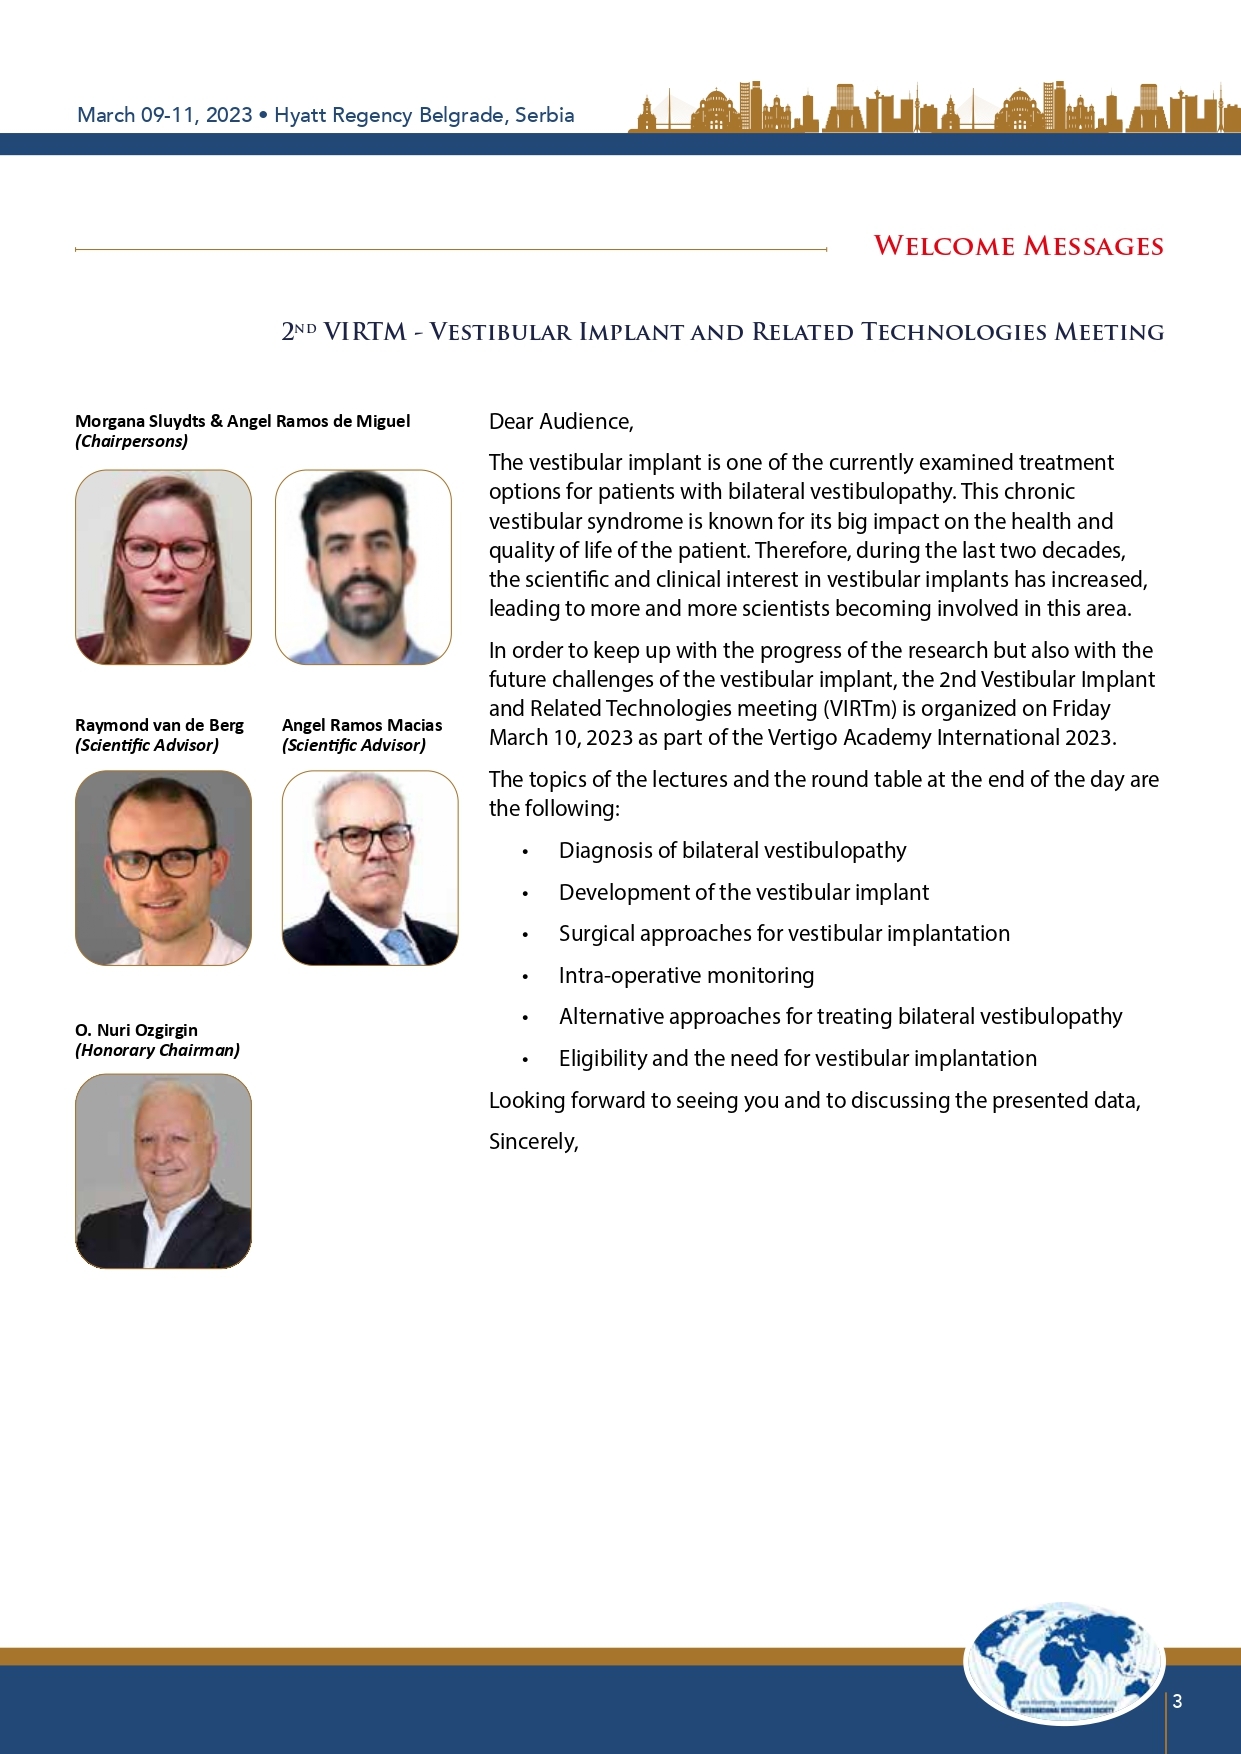 March 09-11, 2023 • Hyatt Regency Belgrade, Serbia
Welcome Messages
2nd VIRTM - Vestibular Implant and Related Technologies Meeting
Morgana Sluydts & Angel Ramos de Miguel
(Chairpersons)
Raymond van de Berg
(Scientific Advisor)
Angel Ramos Macias
(Scientific Advisor)
O. Nuri Ozgirgin
(Honorary Chairman)
Dear Audience,
The vestibular implant is one of the currently examined treatment
options for patients with bilateral vestibulopathy. This chronic
vestibular syndrome is known for its big impact on the health and
quality of life of the patient. Therefore, during the last two decades,
the scientific and clinical interest in vestibular implants has increased,
leading to more and more scientists becoming involved in this area.
In order to keep up with the progress of the research but also with the
future challenges of the vestibular implant, the 2nd Vestibular Implant
and Related Technologies meeting (VIRTm) is organized on Friday
March 10, 2023 as part of the Vertigo Academy International 2023.
The topics of the lectures and the round table at the end of the day are
the following:
• Diagnosis of bilateral vestibulopathy
• Development of the vestibular implant
• Surgical approaches for vestibular implantation
• Intra-operative monitoring
• Alternative approaches for treating bilateral vestibulopathy
• Eligibility and the need for vestibular implantation
Looking forward to seeing you and to discussing the presented data,
Sincerely,
INTERNATIONAL VESTIBULAR SOCIETY
3